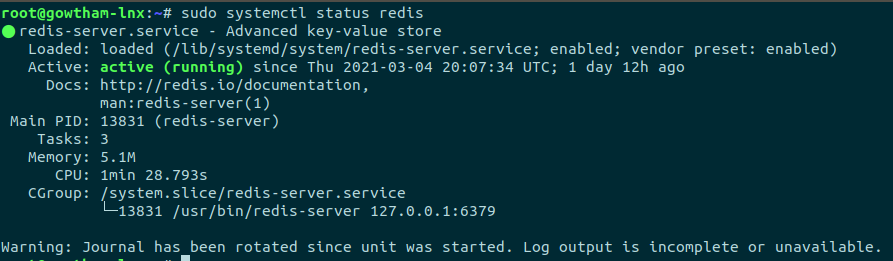 root@gowtham-lnx:~# sudo systemctl status redis
● redis-server.service - Advanced key-value store
   Loaded: loaded (/lib/systemd/system/redis-server.service; enabled; vendor preset: enabled)
   Active: active (running) since Thu 2021-03-04 20:07:34 UTC; 1 day 12h ago
     Docs: http://redis.io/documentation,
           man:redis-server(1)
 Main PID: 13831 (redis-server)
    Tasks: 3
   Memory: 5.1M
      CPU: 1min 28.793s
   CGroup: /system.slice/redis-server.service
           └─13831 /usr/bin/redis-server 127.0.0.1:6379

Warning: Journal has been rotated since unit was started. Log output is incomplete or unavailable.